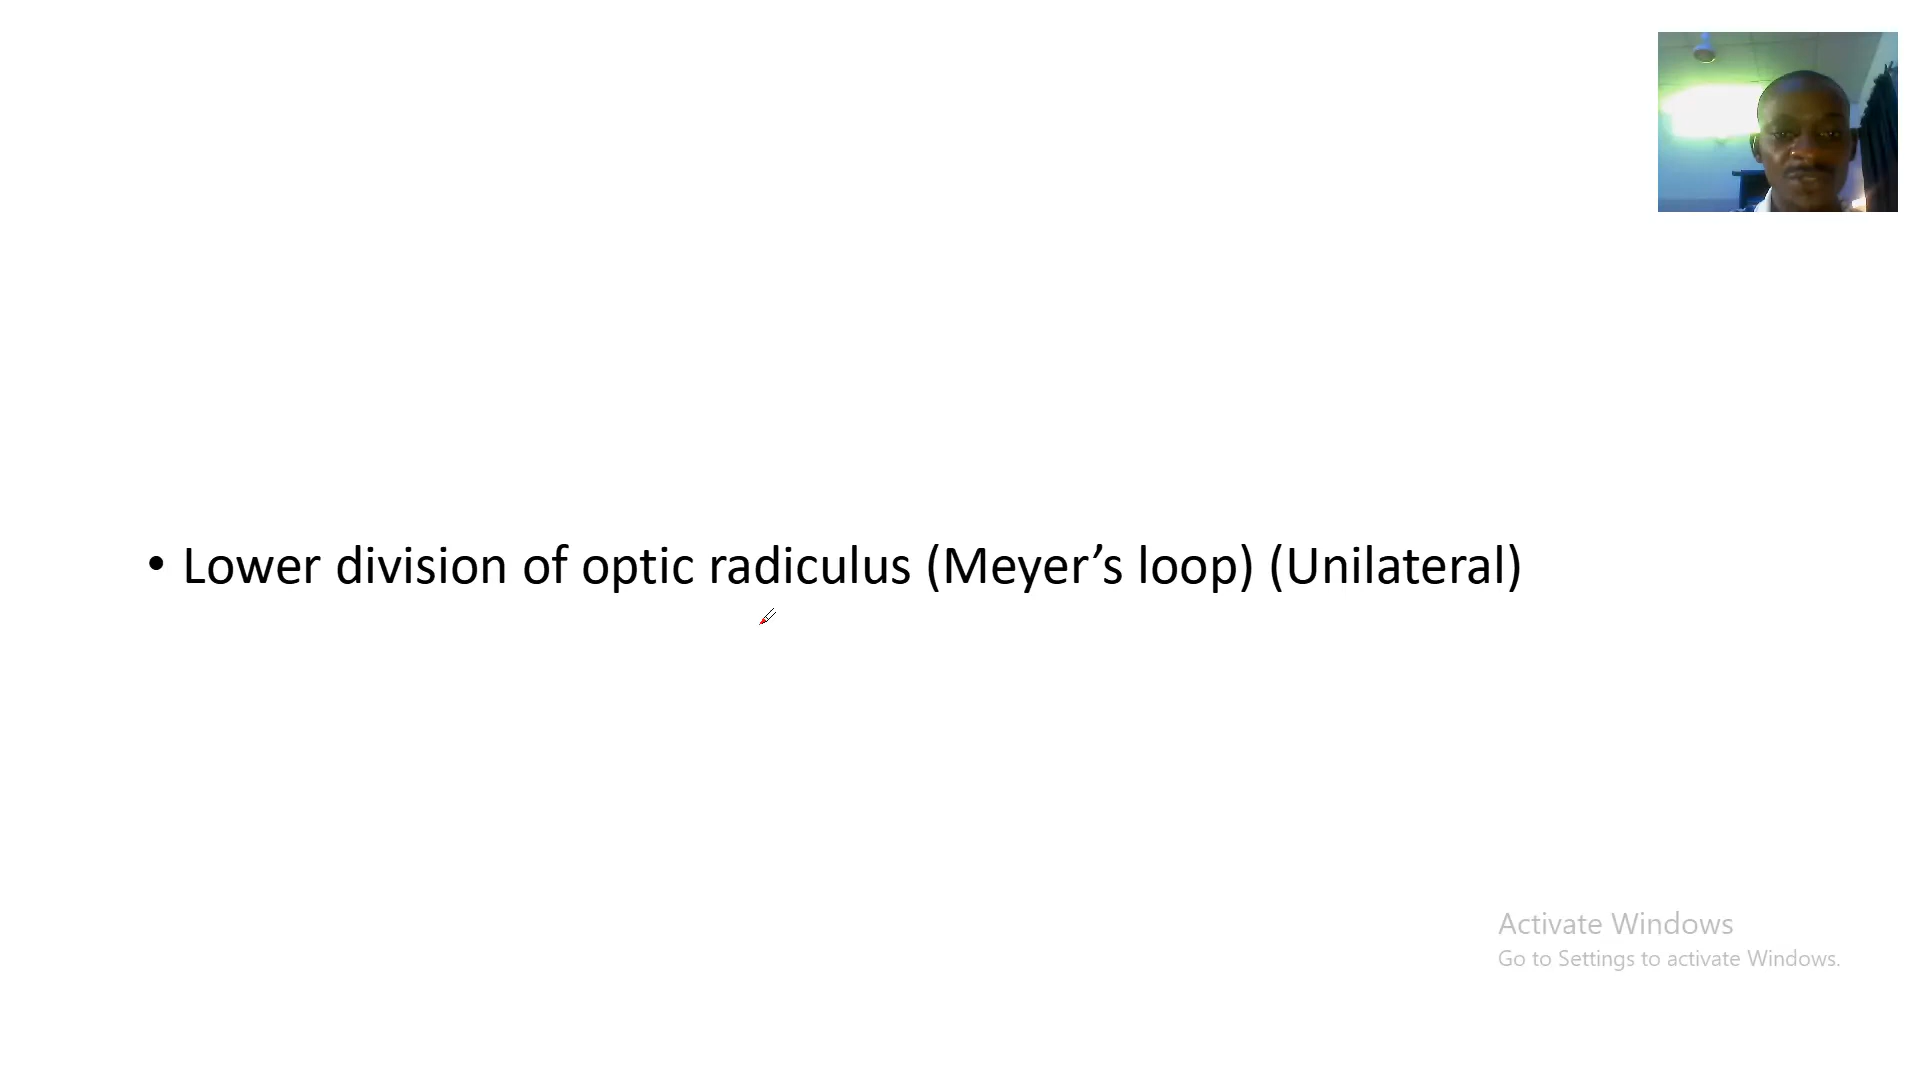 • Lower division of optic radiculus (Meyer’s loop) (Unilateral)
Activate Windows
Go to Settings to activate Windows.